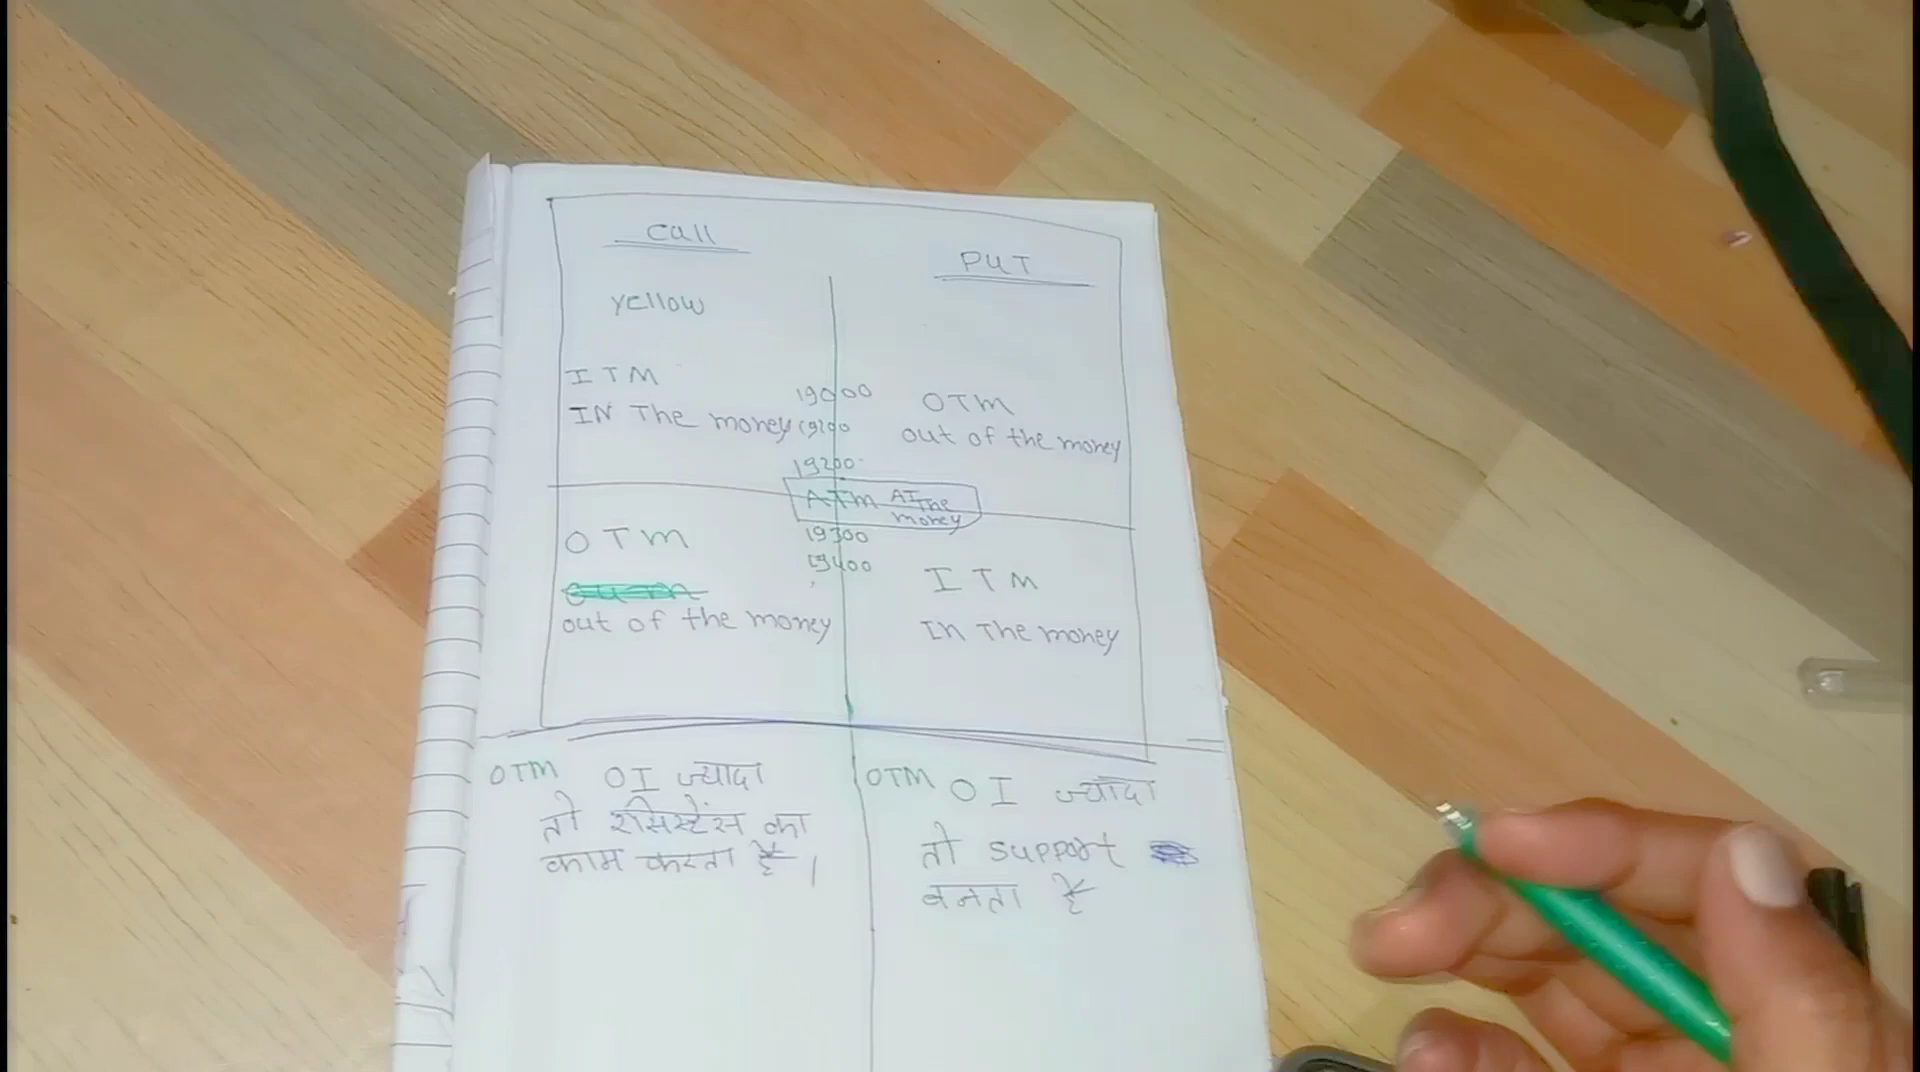 Call
PUT
Yellow
ITM
IN The money
19000
19100
19200
OTM
out of the money
ATM AT The
money
OTM
out of the money
19300
19400
ITM
In The money
OTM OI ज्यादा
तो रसिस्टेंस का
काम करता है।
OTM OI ज्यादा
तो support
बनता है